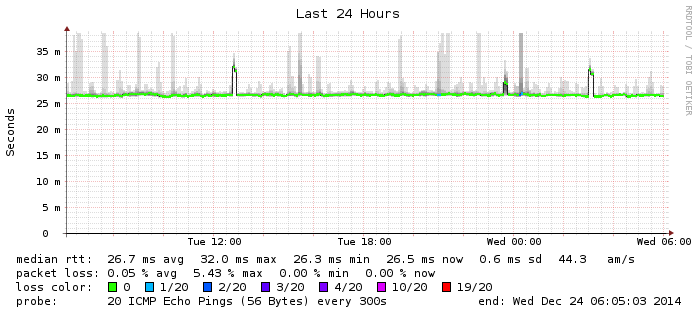 Last 24 Hours
RRDTOOL / TOBI OETIKER
Seconds
35 m
30 m
25 m
20 m
15 m
10 m
5 m
0
Tue 12:00 Tue 18:00 Wed 00:00 Wed 06:00
median rtt: 26.7 ms avg 32.0 ms max 26.3 ms min 26.5 ms now 0.6 ms sd 44.3 am/s
packet loss: 0.05 % avg 5.43 % max 0.00 % min 0.00 % now
loss color: 0 1/20 2/20 3/20 4/20 10/20 19/20
probe: 20 ICMP Echo Pings (56 Bytes) every 300s end: Wed Dec 24 06:05:03 2014